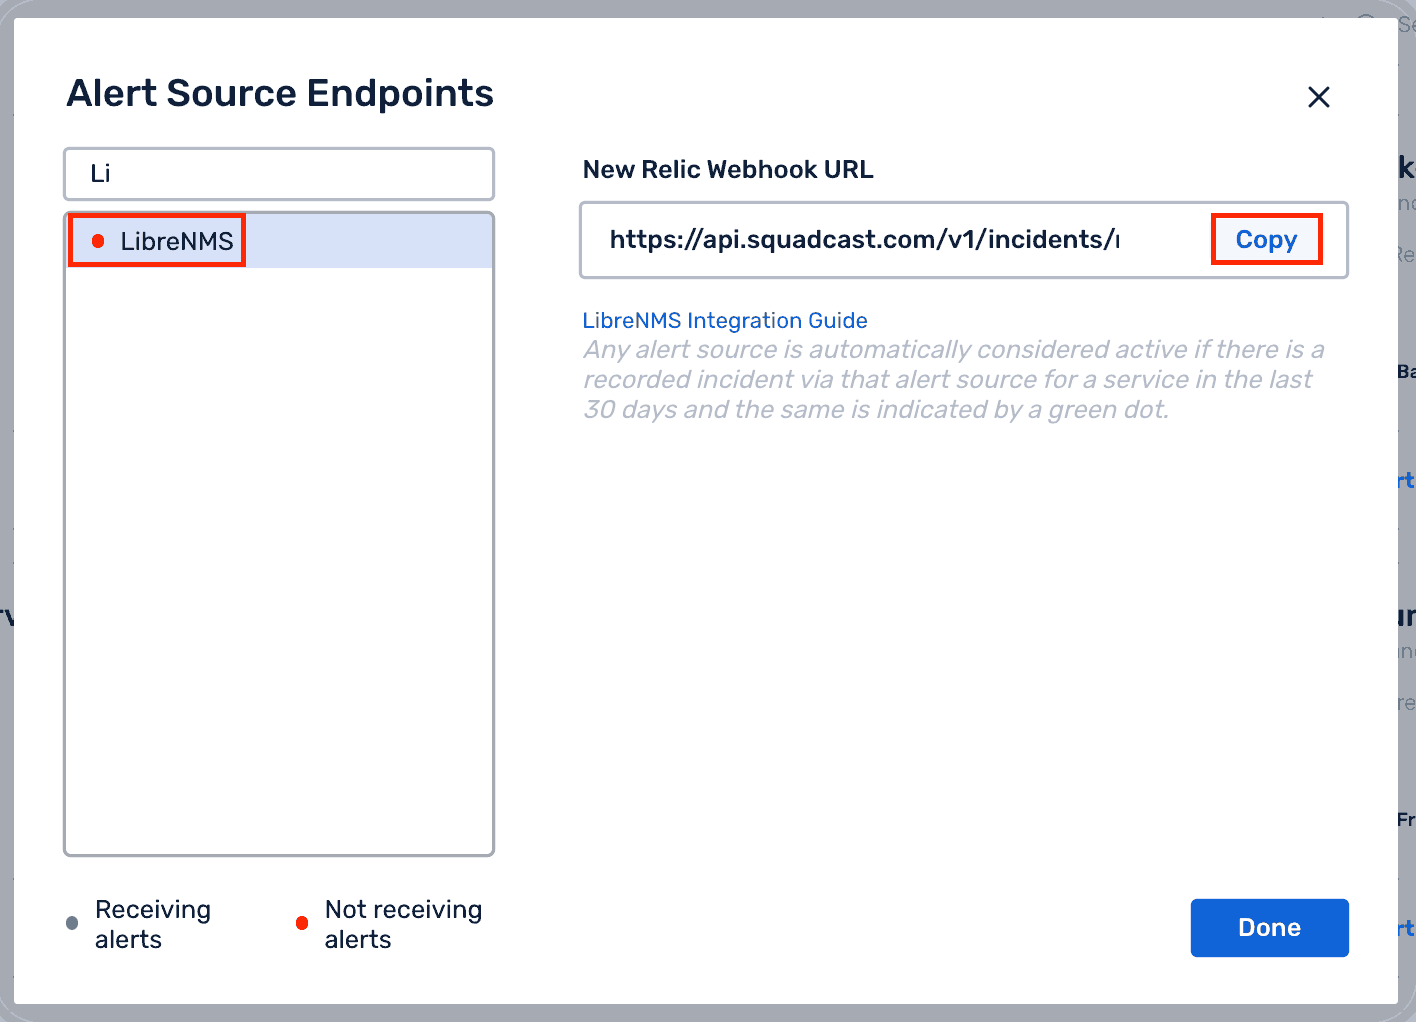 Alert Source Endpoints
Li
LibreNMS
New Relic Webhook URL
https://api.squadcast.com/v1/incidents/
Copy
LibreNMS Integration Guide
Any alert source is automatically considered active if there is a
recorded incident via that alert source for a service in the last
30 days and the same is indicated by a green dot.
Receiving
alerts
Not receiving
alerts
Done